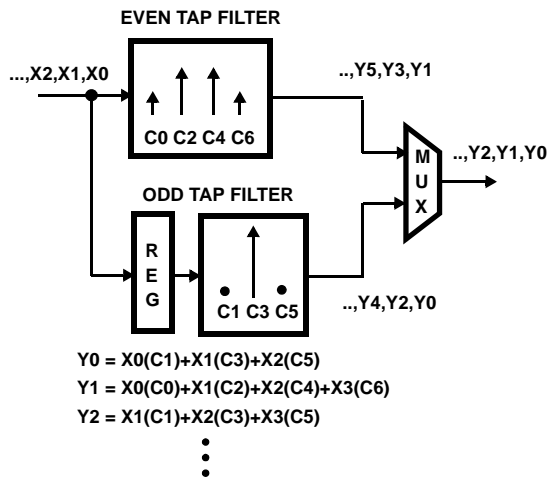 EVEN TAP FILTER
...,X2,X1,X0
..,Y5,Y3,Y1
C0 C2 C4 C6
M
U
X
..,Y2,Y1,Y0
ODD TAP FILTER
R
E
G
C1 C3 C5
..,Y4,Y2,Y0
Y0 = X0(C1)+X1(C3)+X2(C5)
Y1 = X0(C0)+X1(C2)+X2(C4)+X3(C6)
Y2 = X1(C1)+X2(C3)+X3(C5)